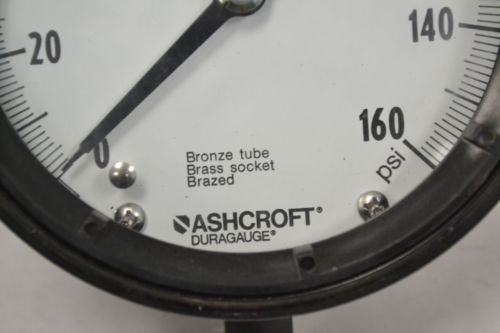 20
140
0
160
psi
Bronze tube
Brass socket
Brazed
ASHCROFT®
DURAGAUGE®